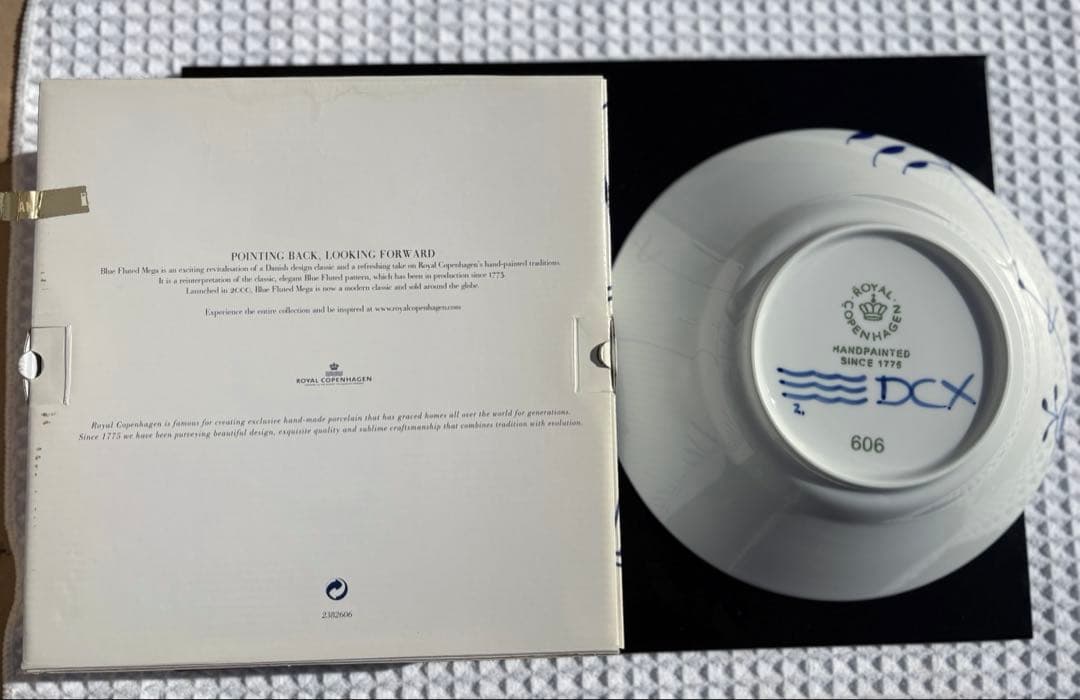 POINTING BACK, LOOKING FORWARD
Blue Fluted Mega is an exciting revitalisation of a Danish design classic and a refreshing take on Royal Copenhagen's hand-painted traditions.
It is a reinterpretation of the classic, elegant Blue Fluted pattern, which has been in production since 1775.
Launched in 2000, Blue Fluted Mega is now a modern classic and sold around the globe.
Experience the entire collection and be inspired at www.royalcopenhagen.com
ROYAL COPENHAGEN
Royal Copenhagen is famous for creating exclusive hand-made porcelain that has graced homes all over the world for generations.
Since 1775 we have been pursuing beautiful design, exquisite quality and sublime craftsmanship that combines tradition with evolution.
2382606
ROYAL COPENHAGEN
HANDPAINTED
SINCE 1775
DCX
2.
606